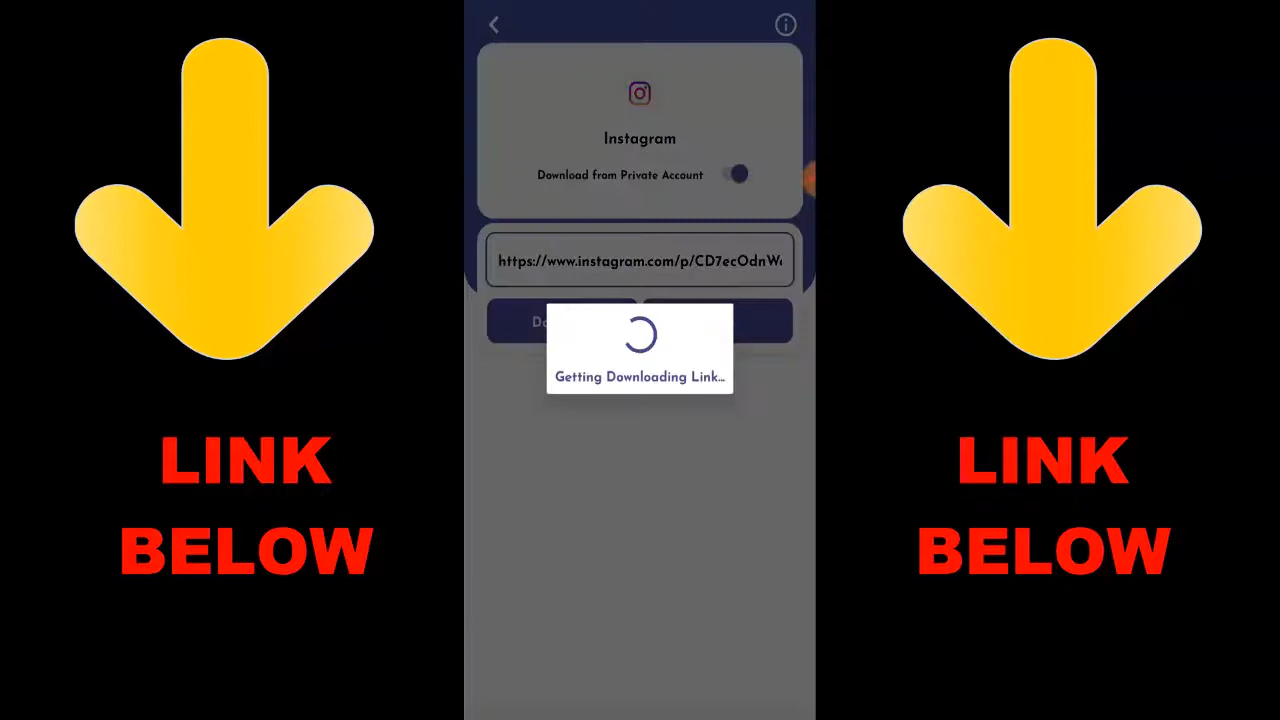 Instagram
Download from Private Account
https://www.instagram.com/p/CD7ecOdnW
Getting Downloading Link...
LINK
BELOW
LINK
BELOW